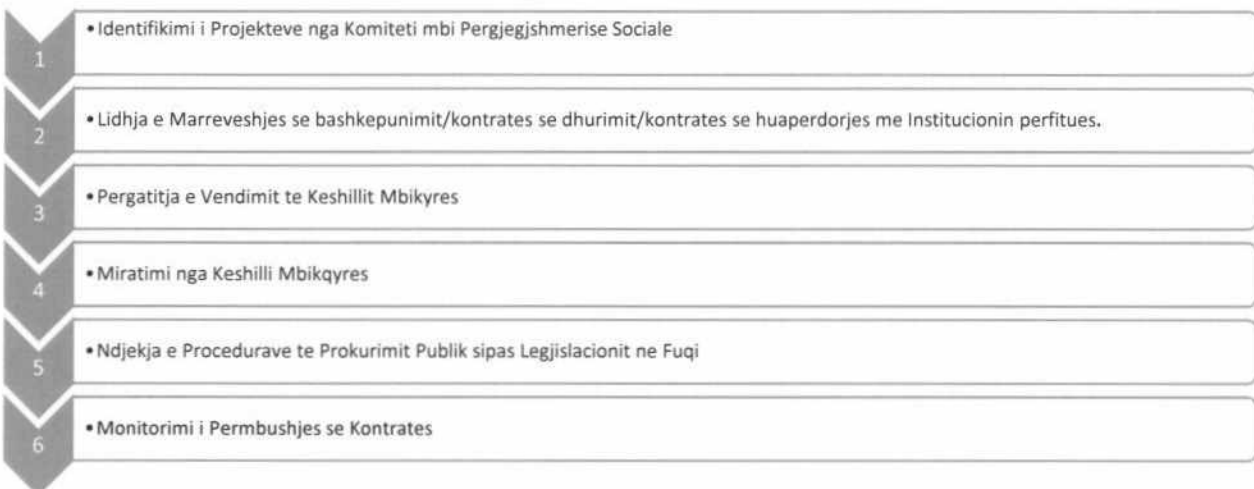 1
• Identifikimi i Projekteve nga Komiteti mbi Pergjegjshmerise Sociale
2
• Lidhja e Marreveshjes se bashkepunimit/kontrates se dhurimit/kontrates se huaperdorjes me Institucionin perfitues.
3
• Pergatitja e Vendimit te Keshillit Mbikyres
4
• Miratimi nga Keshilli Mbikqyres
5
• Ndjekja e Procedurave te Prokurimit Publik sipas Legjislacionit ne Fuqi
6
• Monitorimi i Permbushjes se Kontrates